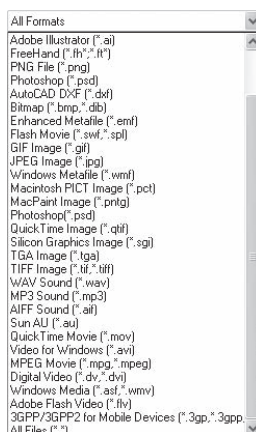 All Formats
Adobe Illustrator (*.ai)
FreeHand (*.fh*;*.ft*)
PNG File (*.png)
Photoshop (*.psd)
AutoCAD DXF (*.dxf)
Bitmap (*.bmp,*.dib)
Enhanced Metafile (*.emf)
Flash Movie (*.swf,*.spl)
GIF Image (*.gif)
JPEG Image (*.jpg)
Windows Metafile (*.wmf)
Macintosh PICT Image (*.pct)
MacPaint Image (*.pntg)
Photoshop(*.psd)
QuickTime Image (*.qtif)
Silicon Graphics Image (*.sgi)
TGA Image (*.tga)
TIFF Image (*.tif,*.tiff)
WAV Sound (*.wav)
MP3 Sound (*.mp3)
AIFF Sound (*.aif)
Sun AU (*.au)
QuickTime Movie (*.mov)
Video for Windows (*.avi)
MPEG Movie (*.mpg,*.mpeg)
Digital Video (*.dv,*.dvi)
Windows Media (*.asf,*.wmv)
Adobe Flash Video (*.flv)
3GPP/3GPP2 for Mobile Devices (*.3gp,*.3gpp,
All Files (*.*)